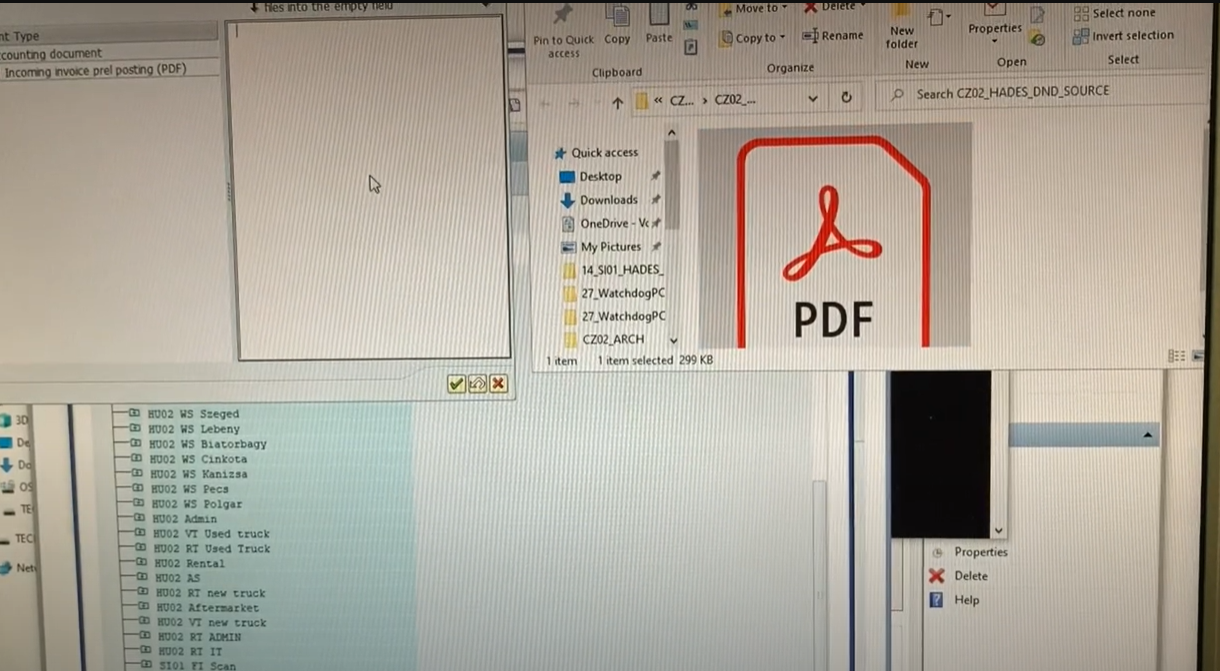 files into the empty field
nt Type
counting document
Incoming invoice prel posting (PDF)
Pin to Quick access
Copy
Paste
Clipboard
Move to
Copy to
Delete
Rename
Organize
New folder
New
Properties
Open
Select none
Invert selection
Select
« CZ... › CZ02_...
Search CZ02_HADES_DND_SOURCE
Quick access
Desktop
Downloads
OneDrive - Vc
My Pictures
14_SI01_HADES_
27_WatchdogPC
27_WatchdogPC
CZ02_ARCH
PDF
1 item 1 item selected 299 KB
3D
De
Do
OS
TE
TEC
Net
HU02 WS Szeged
HU02 WS Lebeny
HU02 WS Biatorbagy
HU02 WS Cinkota
HU02 WS Kanizsa
HU02 WS Pecs
HU02 WS Polgar
HU02 Admin
HU02 VT Used truck
HU02 RT Used Truck
HU02 Rental
HU02 AS
HU02 RT new truck
HU02 Aftermarket
HU02 VT new truck
HU02 RT ADMIN
HU02 RT IT
SI01 FI Scan
Properties
Delete
Help